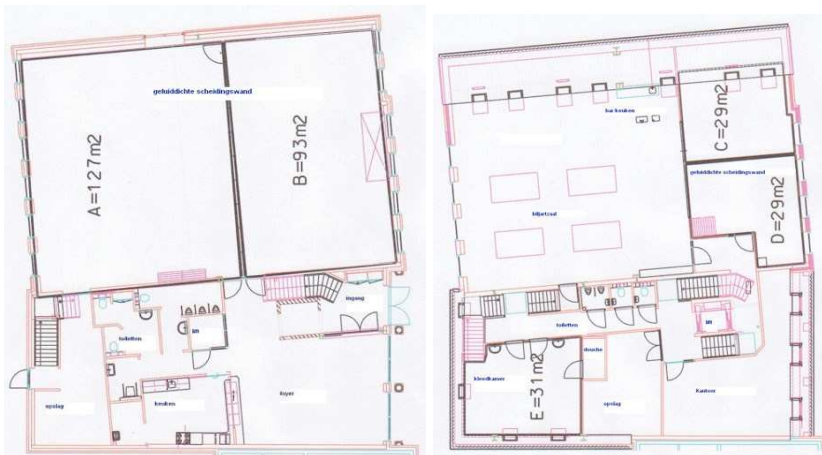 geluiddichte scheidingswand
A=127m2
B=93m2
ingang
toiletten
lift
opslag
keuken
foyer
bar/keuken
C=29m2
geluiddichte scheidingswand
D=29m2
biljartzaal
toiletten
lift
kleedkamer
E=31m2
douche
opslag
Kantoor